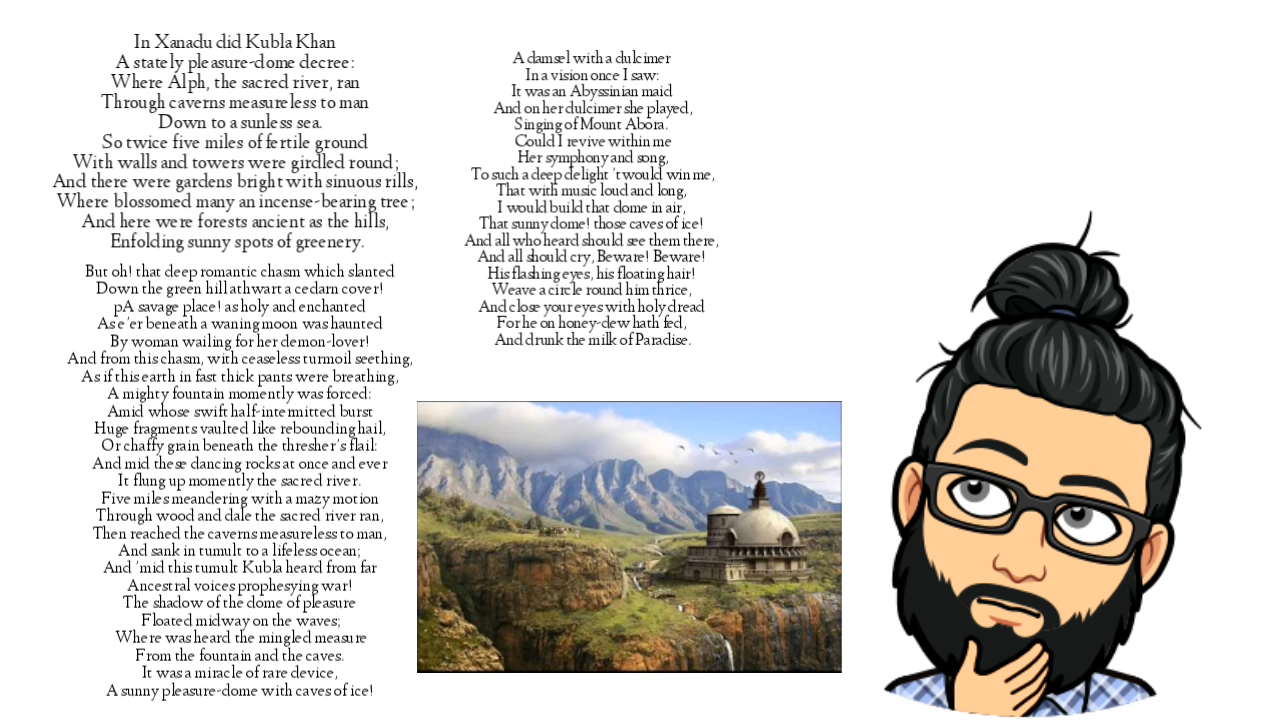 In Xanadu did Kubla Khan
A stately pleasure-dome decree:
Where Alph, the sacred river, ran
Through caverns measureless to man
Down to a sunless sea.
So twice five miles of fertile ground
With walls and towers were girdled round;
And there were gardens bright with sinuous rills,
Where blossomed many an incense-bearing tree;
And here were forests ancient as the hills,
Enfolding sunny spots of greenery.
But oh! that deep romantic chasm which slanted
Down the green hill athwart a cedarn cover!
pA savage place! as holy and enchanted
As e'er beneath a waning moon was haunted
By woman wailing for her demon-lover!
And from this chasm, with ceaseless turmoil seething,
As if this earth in fast thick pants were breathing,
A mighty fountain momently was forced:
Amid whose swift half-intermitted burst
Huge fragments vaulted like rebounding hail,
Or chaffy grain beneath the thresher's flail:
And mid these dancing rocks at once and ever
It flung up momently the sacred river.
Five miles meandering with a mazy motion
Through wood and dale the sacred river ran,
Then reached the caverns measureless to man,
And sank in tumult to a lifeless ocean;
And 'mid this tumult Kubla heard from far
Ancestral voices prophesying war!
The shadow of the dome of pleasure
Floated midway on the waves;
Where was heard the mingled measure
From the fountain and the caves.
It was a miracle of rare device,
A sunny pleasure-dome with caves of ice!
A damsel with a dulcimer
In a vision once I saw:
It was an Abyssinian maid
And on her dulcimer she played,
Singing of Mount Abora.
Could I revive within me
Her symphony and song,
To such a deep delight 'twould win me,
That with music loud and long,
I would build that dome in air,
That sunny dome! those caves of ice!
And all who heard should see them there,
And all should cry, Beware! Beware!
His flashing eyes, his floating hair!
Weave a circle round him thrice,
And close your eyes with holy dread
For he on honey-dew hath fed,
And drunk the milk of Paradise.